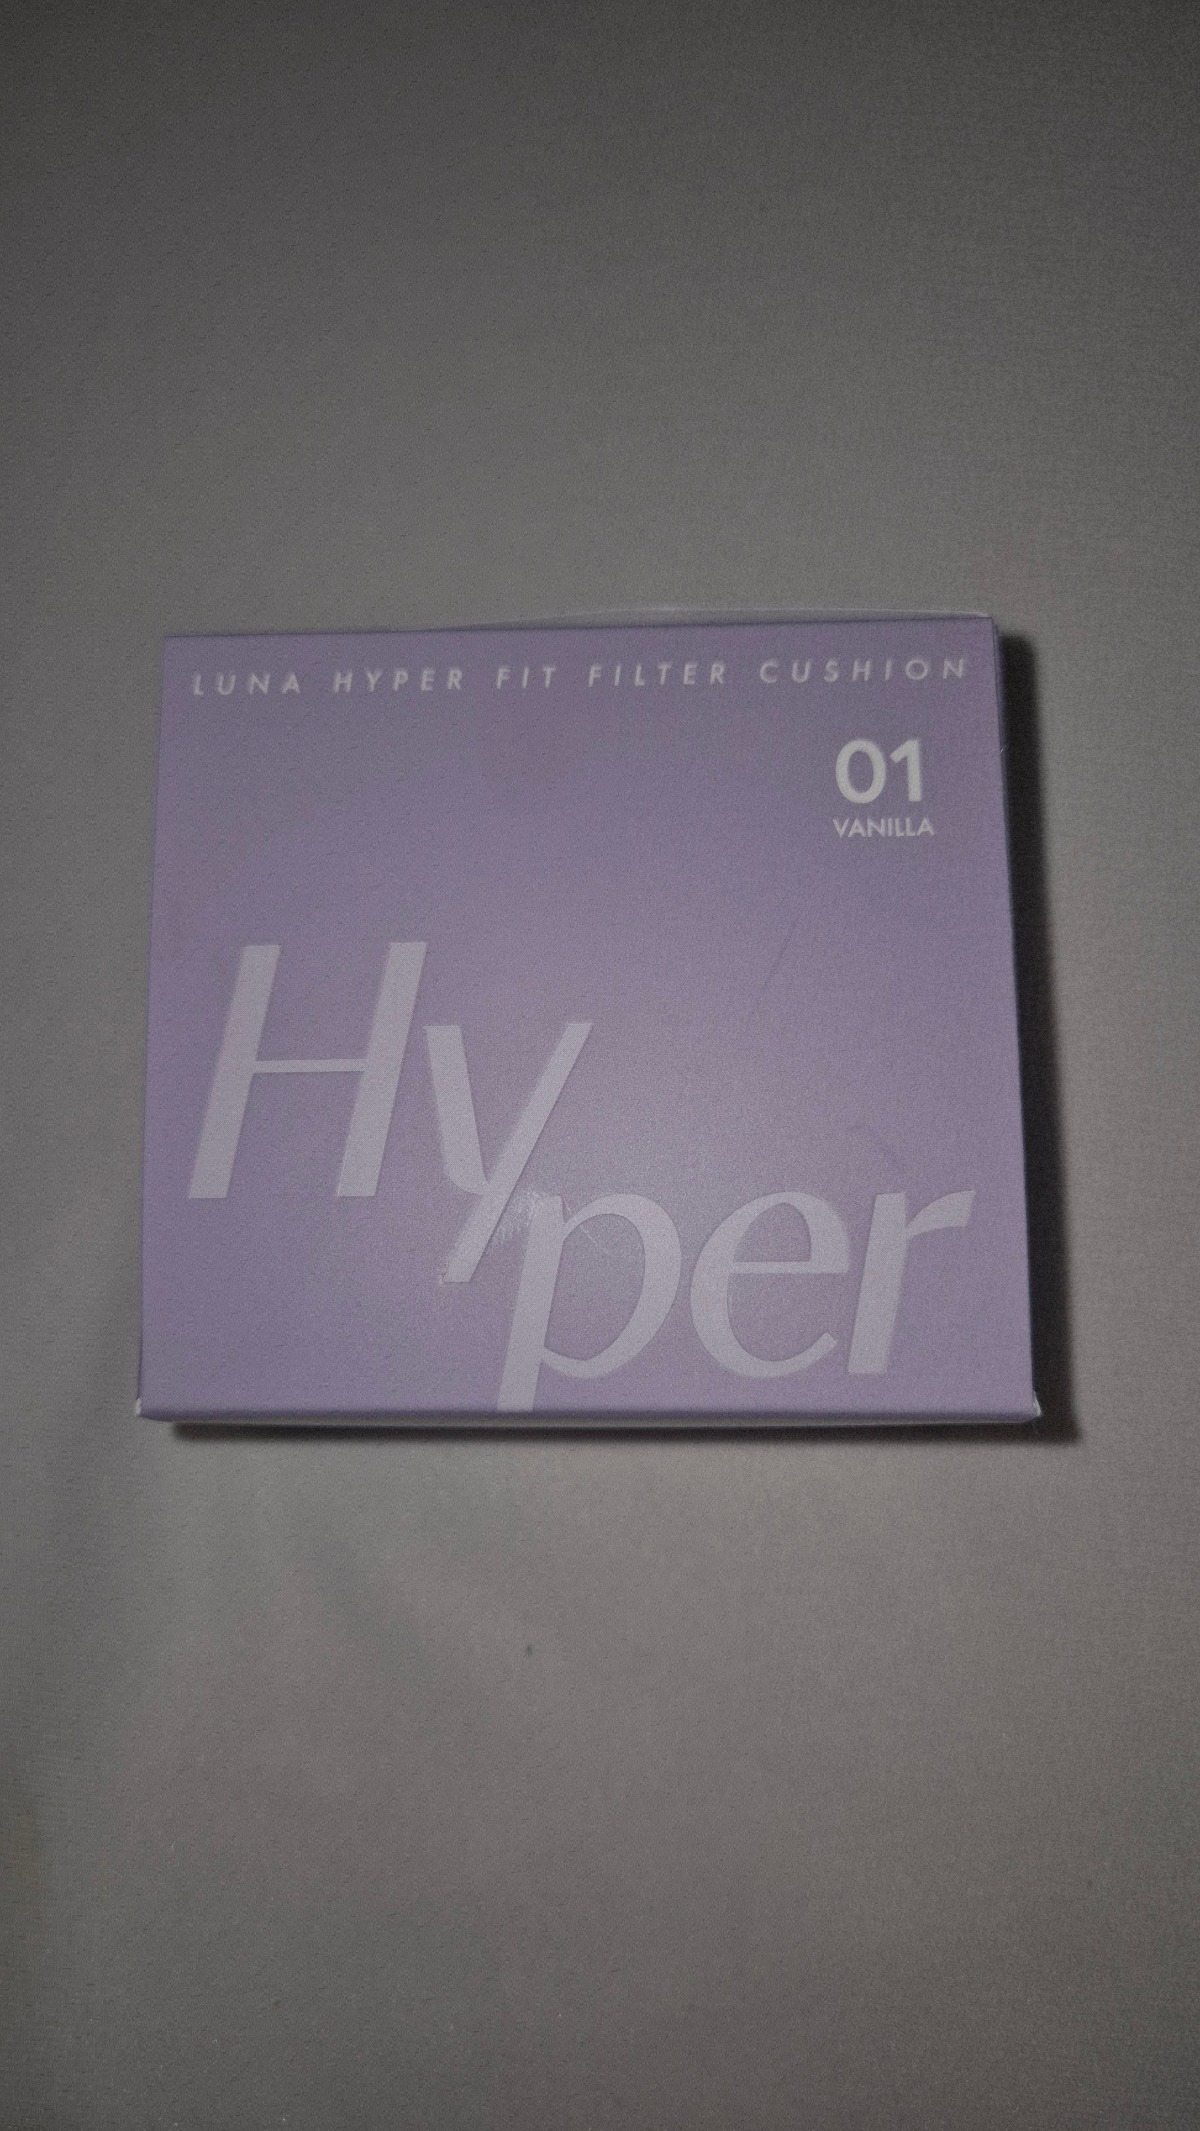 LUNA HYPER FIT FILTER CUSHION
01
VANILLA
Hyper